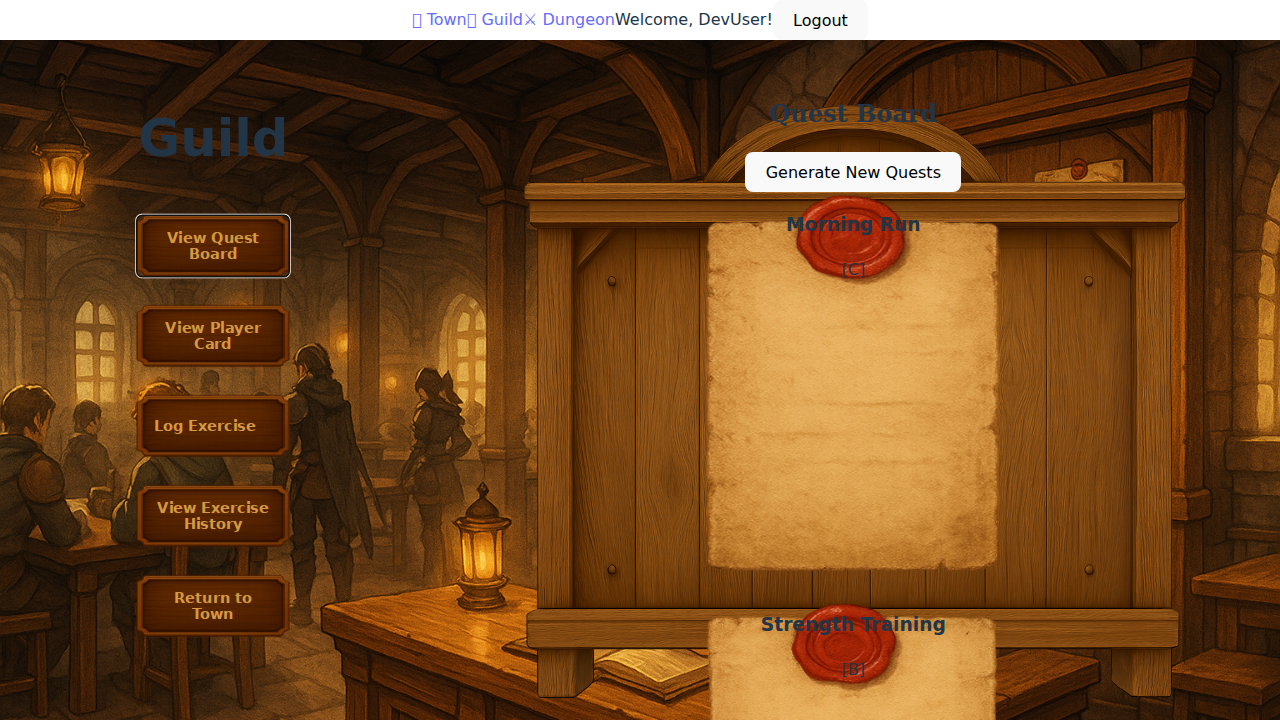 Town Guild⚔ Dungeon Welcome, DevUser! Logout
Guild
View Quest
Board
View Player
Card
Log Exercise
View Exercise
History
Return to
Town
Quest Board
Generate New Quests
Morning Run
[C]
Strength Training
[B]